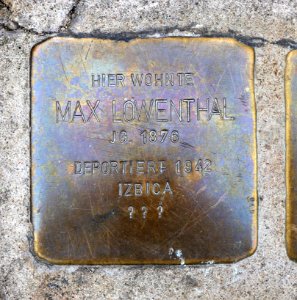 HIER WOHNTE
MAX LÖWENTHAL
JG. 1876
DEPORTIERT 1942
IZBICA
? ? ?